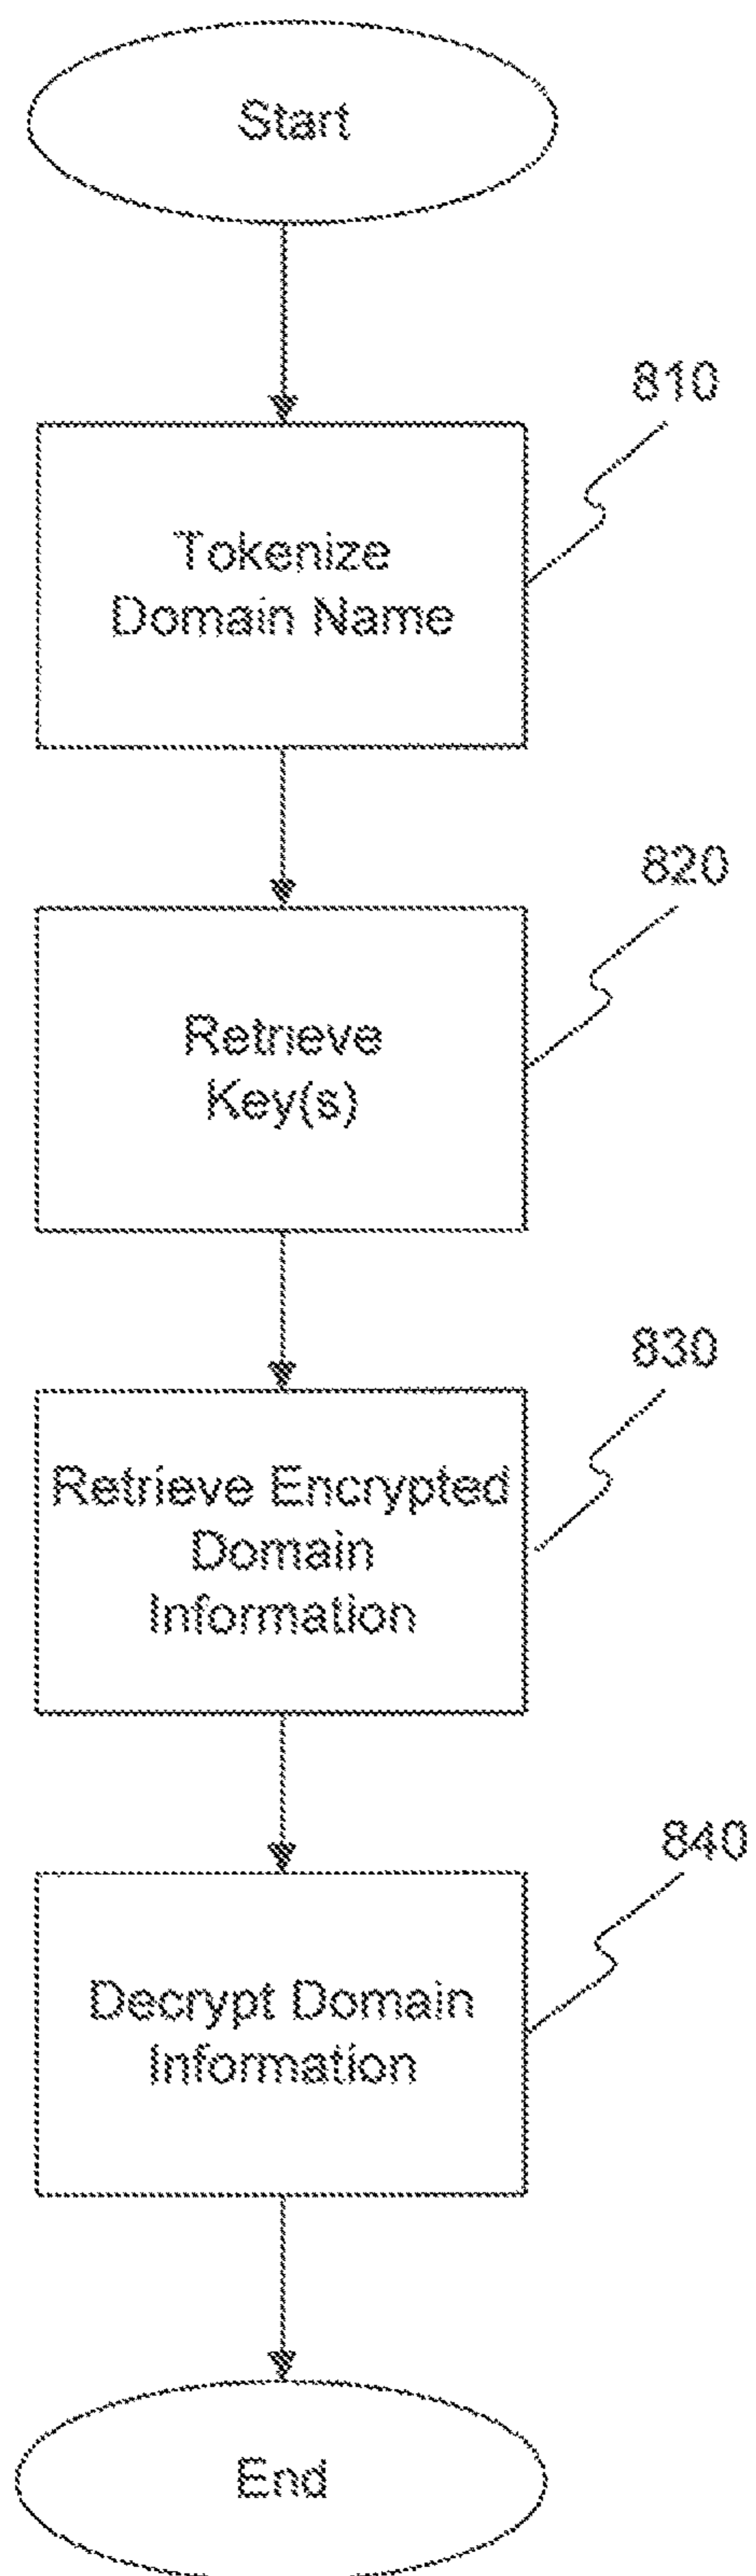 Start
810
Tokenize
Domain Name
820
Retrieve
Key(s)
830
Retrieve Encrypted
Domain
Information
840
Decrypt Domain
Information
End